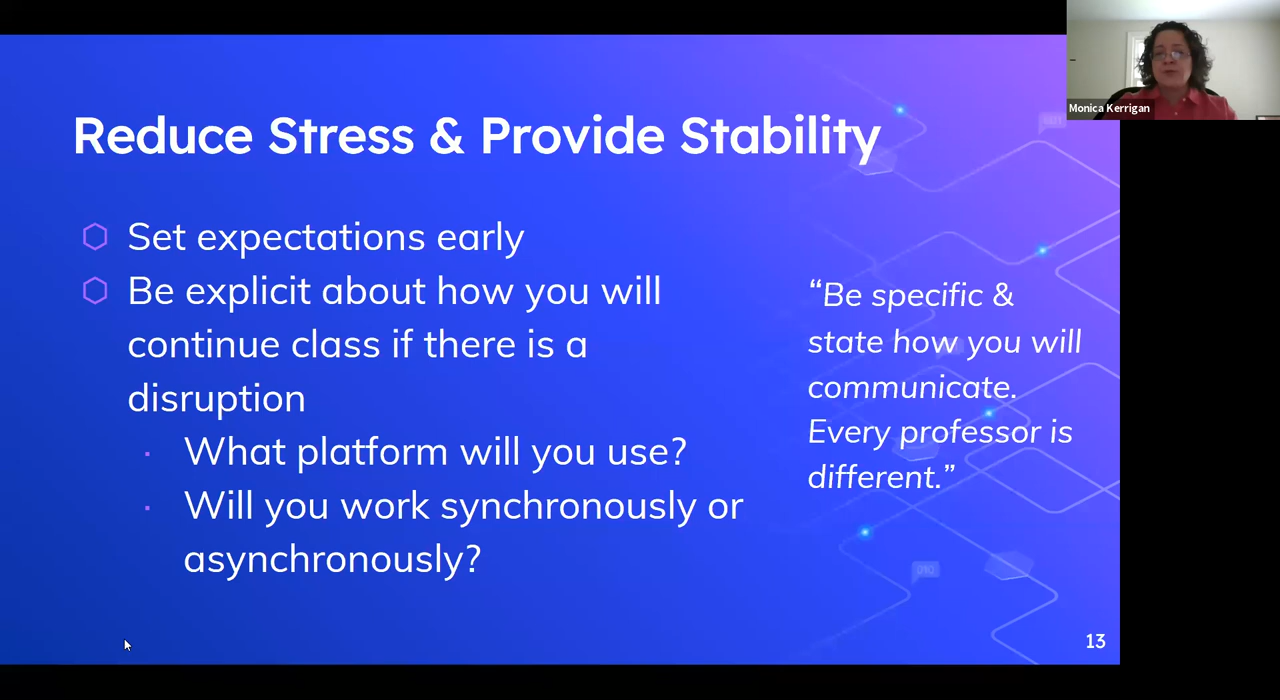 Reduce Stress & Provide Stability
Set expectations early
Be explicit about how you will
continue class if there is a
disruption
What platform will you use?
Will you work synchronously or
asynchronously?
“Be specific &
state how you will
communicate.
Every professor is
different.”
13
Monica Kerrigan